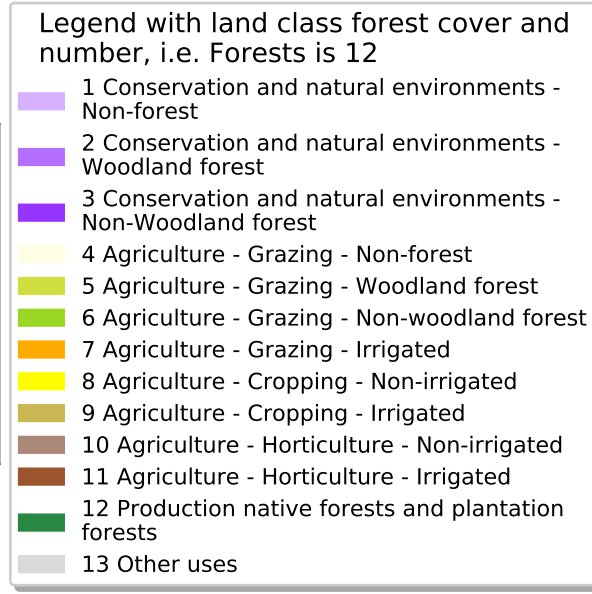 Legend with land class forest cover and
number, i.e. Forests is 12
1 Conservation and natural environments -
Non-forest
2 Conservation and natural environments -
Woodland forest
3 Conservation and natural environments -
Non-Woodland forest
4 Agriculture - Grazing - Non-forest
5 Agriculture - Grazing - Woodland forest
6 Agriculture - Grazing - Non-woodland forest
7 Agriculture - Grazing - Irrigated
8 Agriculture - Cropping - Non-irrigated
9 Agriculture - Cropping - Irrigated
10 Agriculture - Horticulture - Non-irrigated
11 Agriculture - Horticulture - Irrigated
12 Production native forests and plantation
forests
13 Other uses